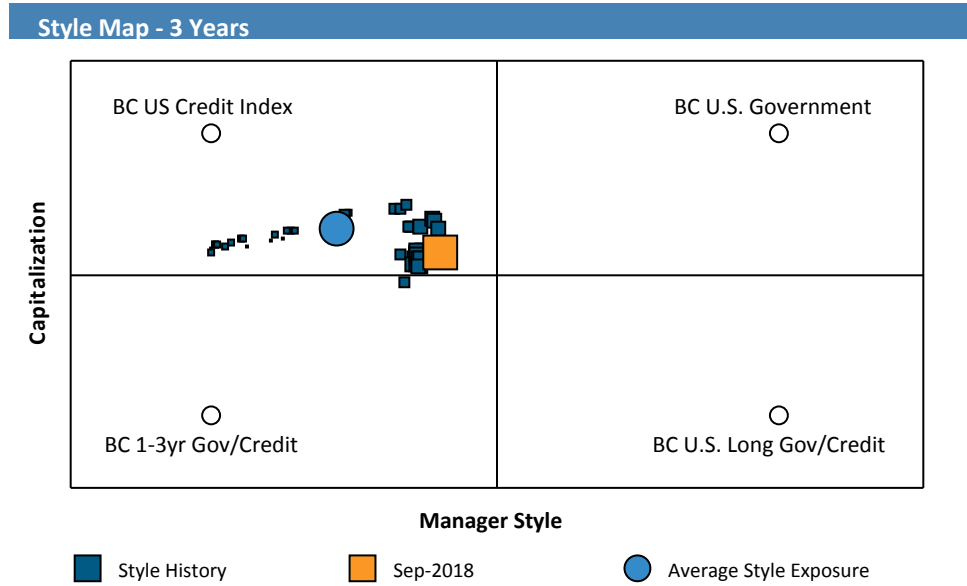 Style Map - 3 Years
BC US Credit Index
BC U.S. Government
Capitalization
BC 1-3yr Gov/Credit
BC U.S. Long Gov/Credit
Manager Style
Style History
Sep-2018
Average Style Exposure